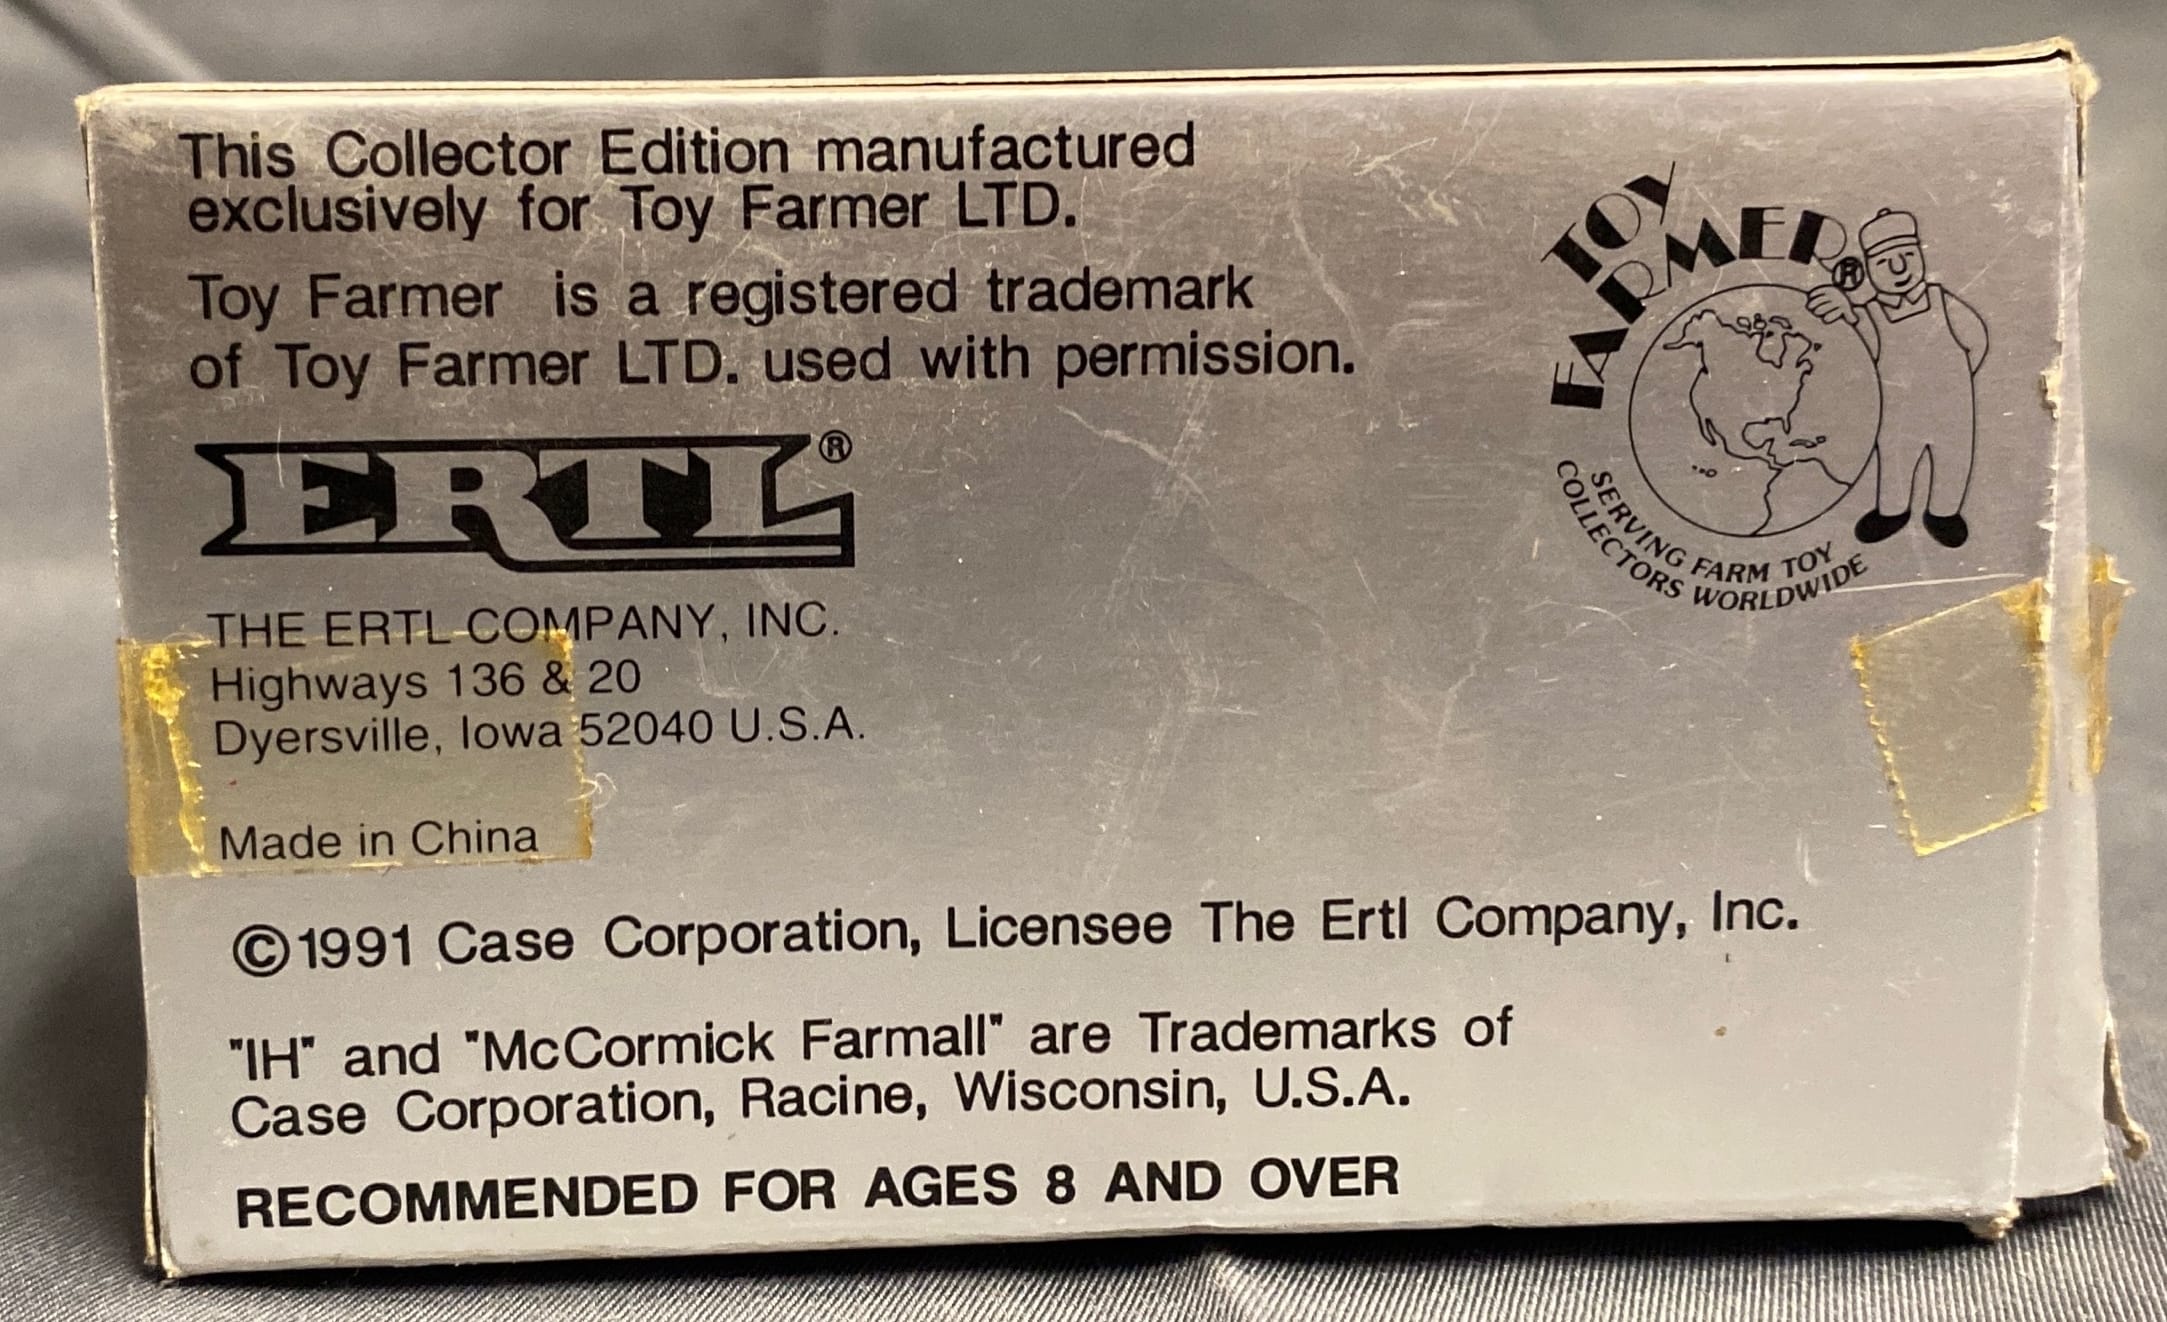 This Collector Edition manufactured
exclusively for Toy Farmer LTD.
Toy Farmer is a registered trademark
of Toy Farmer LTD. used with permission.
TOY
FARMER®
SERVING FARM TOY
COLLECTORS WORLDWIDE
ERTL®
THE ERTL COMPANY, INC.
Highways 136 & 20
Dyersville, Iowa 52040 U.S.A.
Made in China
©1991 Case Corporation, Licensee The Ertl Company, Inc.
"IH" and "McCormick Farmall" are Trademarks of
Case Corporation, Racine, Wisconsin, U.S.A.
RECOMMENDED FOR AGES 8 AND OVER